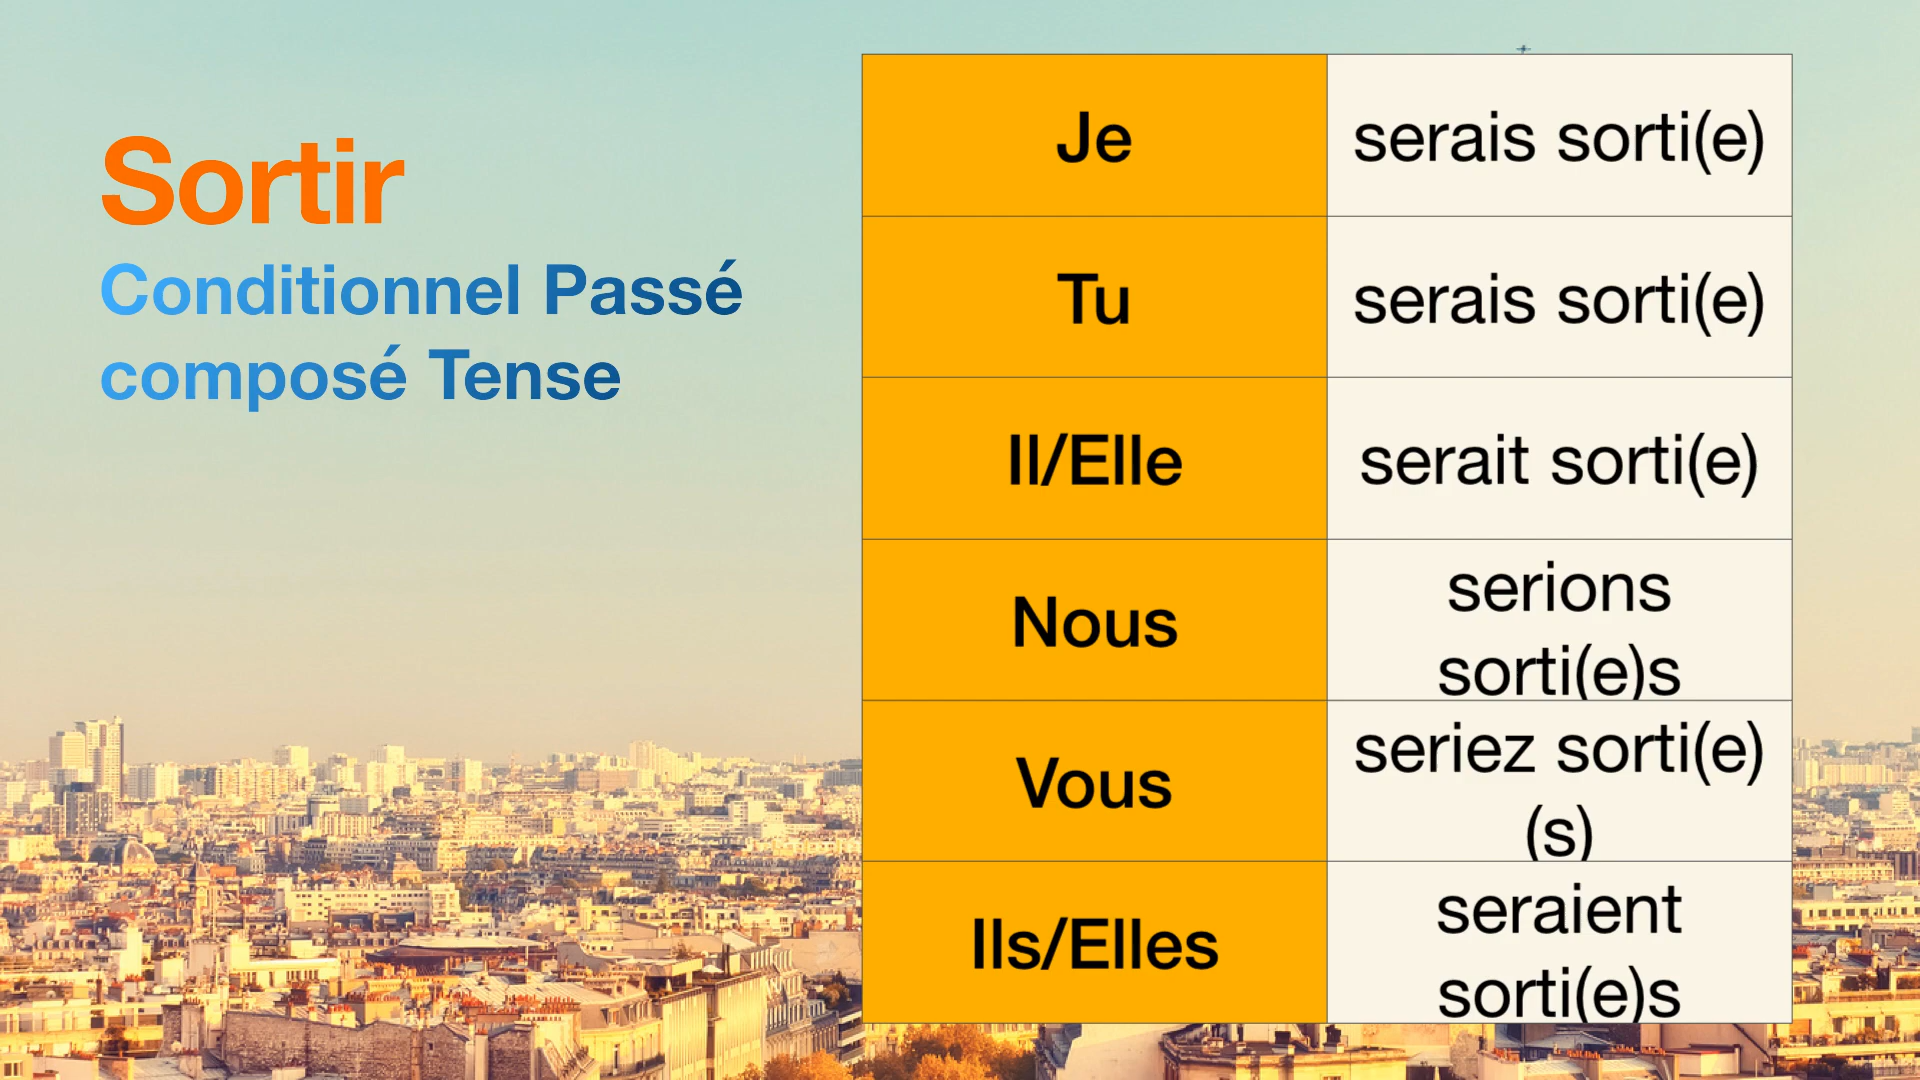 Sortir
Conditionnel Passé
composé Tense
Je
serais sorti(e)
Tu
serais sorti(e)
Il/Elle
serait sorti(e)
Nous
serions
sorti(e)s
Vous
seriez sorti(e)
(s)
Ils/Elles
seraient
sorti(e)s